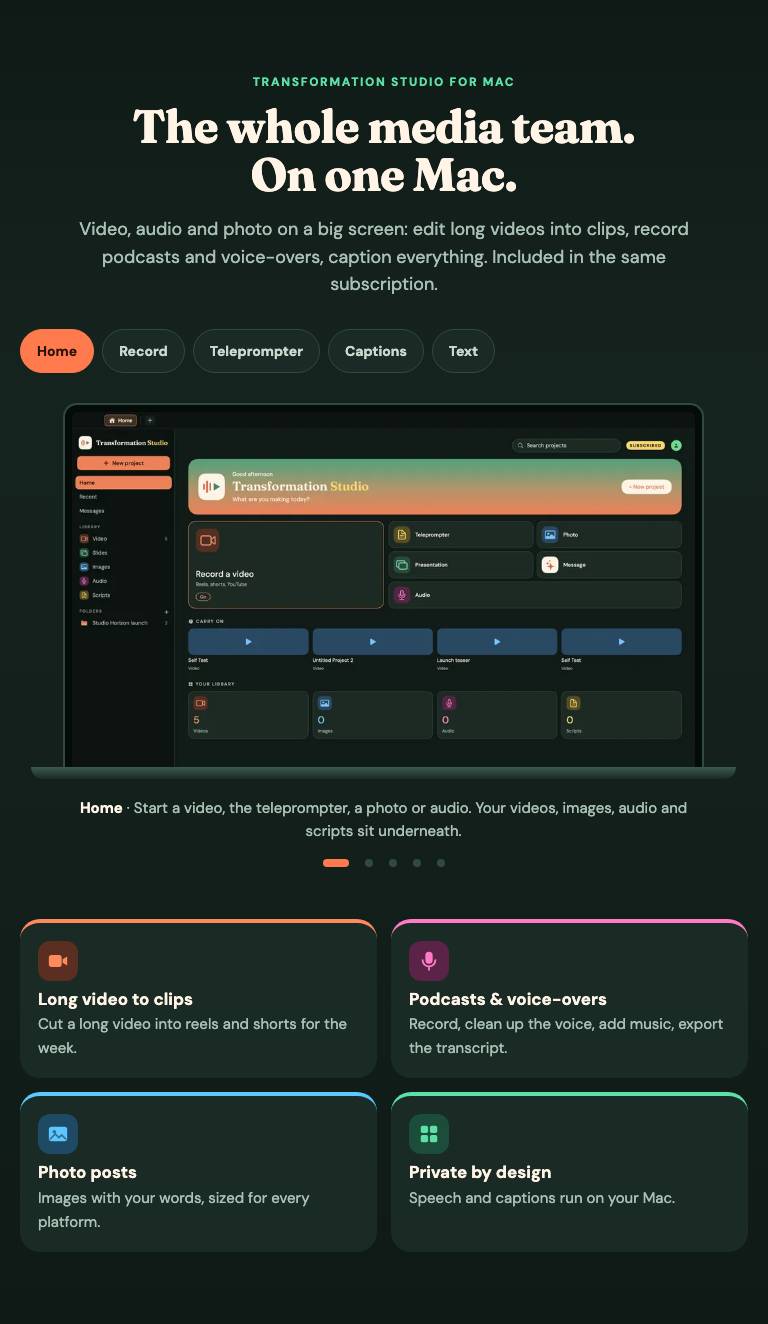 TRANSFORMATION STUDIO FOR MAC
The whole media team.
On one Mac.
Video, audio and photo on a big screen: edit long videos into clips, record
podcasts and voice-overs, caption everything. Included in the same
subscription.
Home
Record
Teleprompter
Captions
Text
Home
Transformation Studio
+ New project
Home
Recent
Messages
LIBRARY
Video 5
Slides
Images
Audio
Scripts
FOLDERS +
Studio Horizon launch 2
Search projects
SUBSCRIBED
Good afternoon
Transformation Studio
What are you making today?
+ New project
Record a video
Reels, shorts, YouTube
Go
Teleprompter
Photo
Presentation
Message
Audio
CARRY ON
Self Test
Video
Untitled Project 2
Video
Launch teaser
Video
Self Test
Video
YOUR LIBRARY
5
Videos
0
Images
0
Audio
0
Scripts
Home · Start a video, the teleprompter, a photo or audio. Your videos, images, audio and
scripts sit underneath.
Long video to clips
Cut a long video into reels and shorts for the
week.
Podcasts & voice-overs
Record, clean up the voice, add music, export
the transcript.
Photo posts
Images with your words, sized for every
platform.
Private by design
Speech and captions run on your Mac.